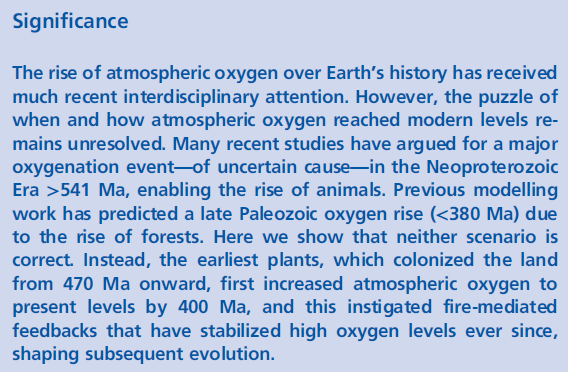 Significance
The rise of atmospheric oxygen over Earth's history has received
much recent interdisciplinary attention. However, the puzzle of
when and how atmospheric oxygen reached modern levels re-
mains unresolved. Many recent studies have argued for a major
oxygenation event—of uncertain cause—in the Neoproterozoic
Era >541 Ma, enabling the rise of animals. Previous modelling
work has predicted a late Paleozoic oxygen rise (<380 Ma) due
to the rise of forests. Here we show that neither scenario is
correct. Instead, the earliest plants, which colonized the land
from 470 Ma onward, first increased atmospheric oxygen to
present levels by 400 Ma, and this instigated fire-mediated
feedbacks that have stabilized high oxygen levels ever since,
shaping subsequent evolution.